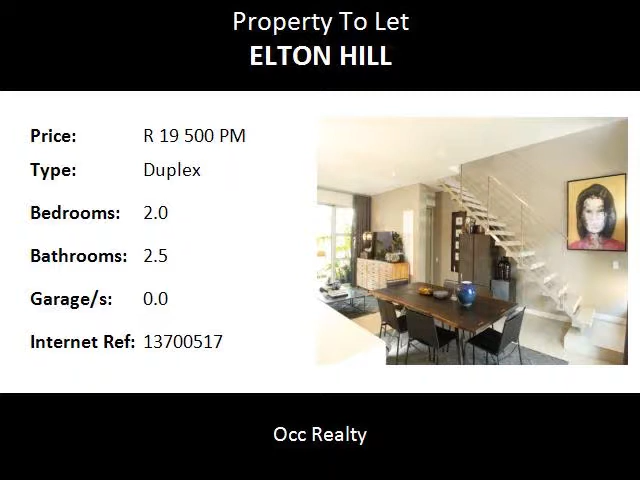 Property To Let
ELTON HILL
Price: R 19 500 PM
Type: Duplex
Bedrooms: 2.0
Bathrooms: 2.5
Garage/s: 0.0
Internet Ref: 13700517
Occ Realty